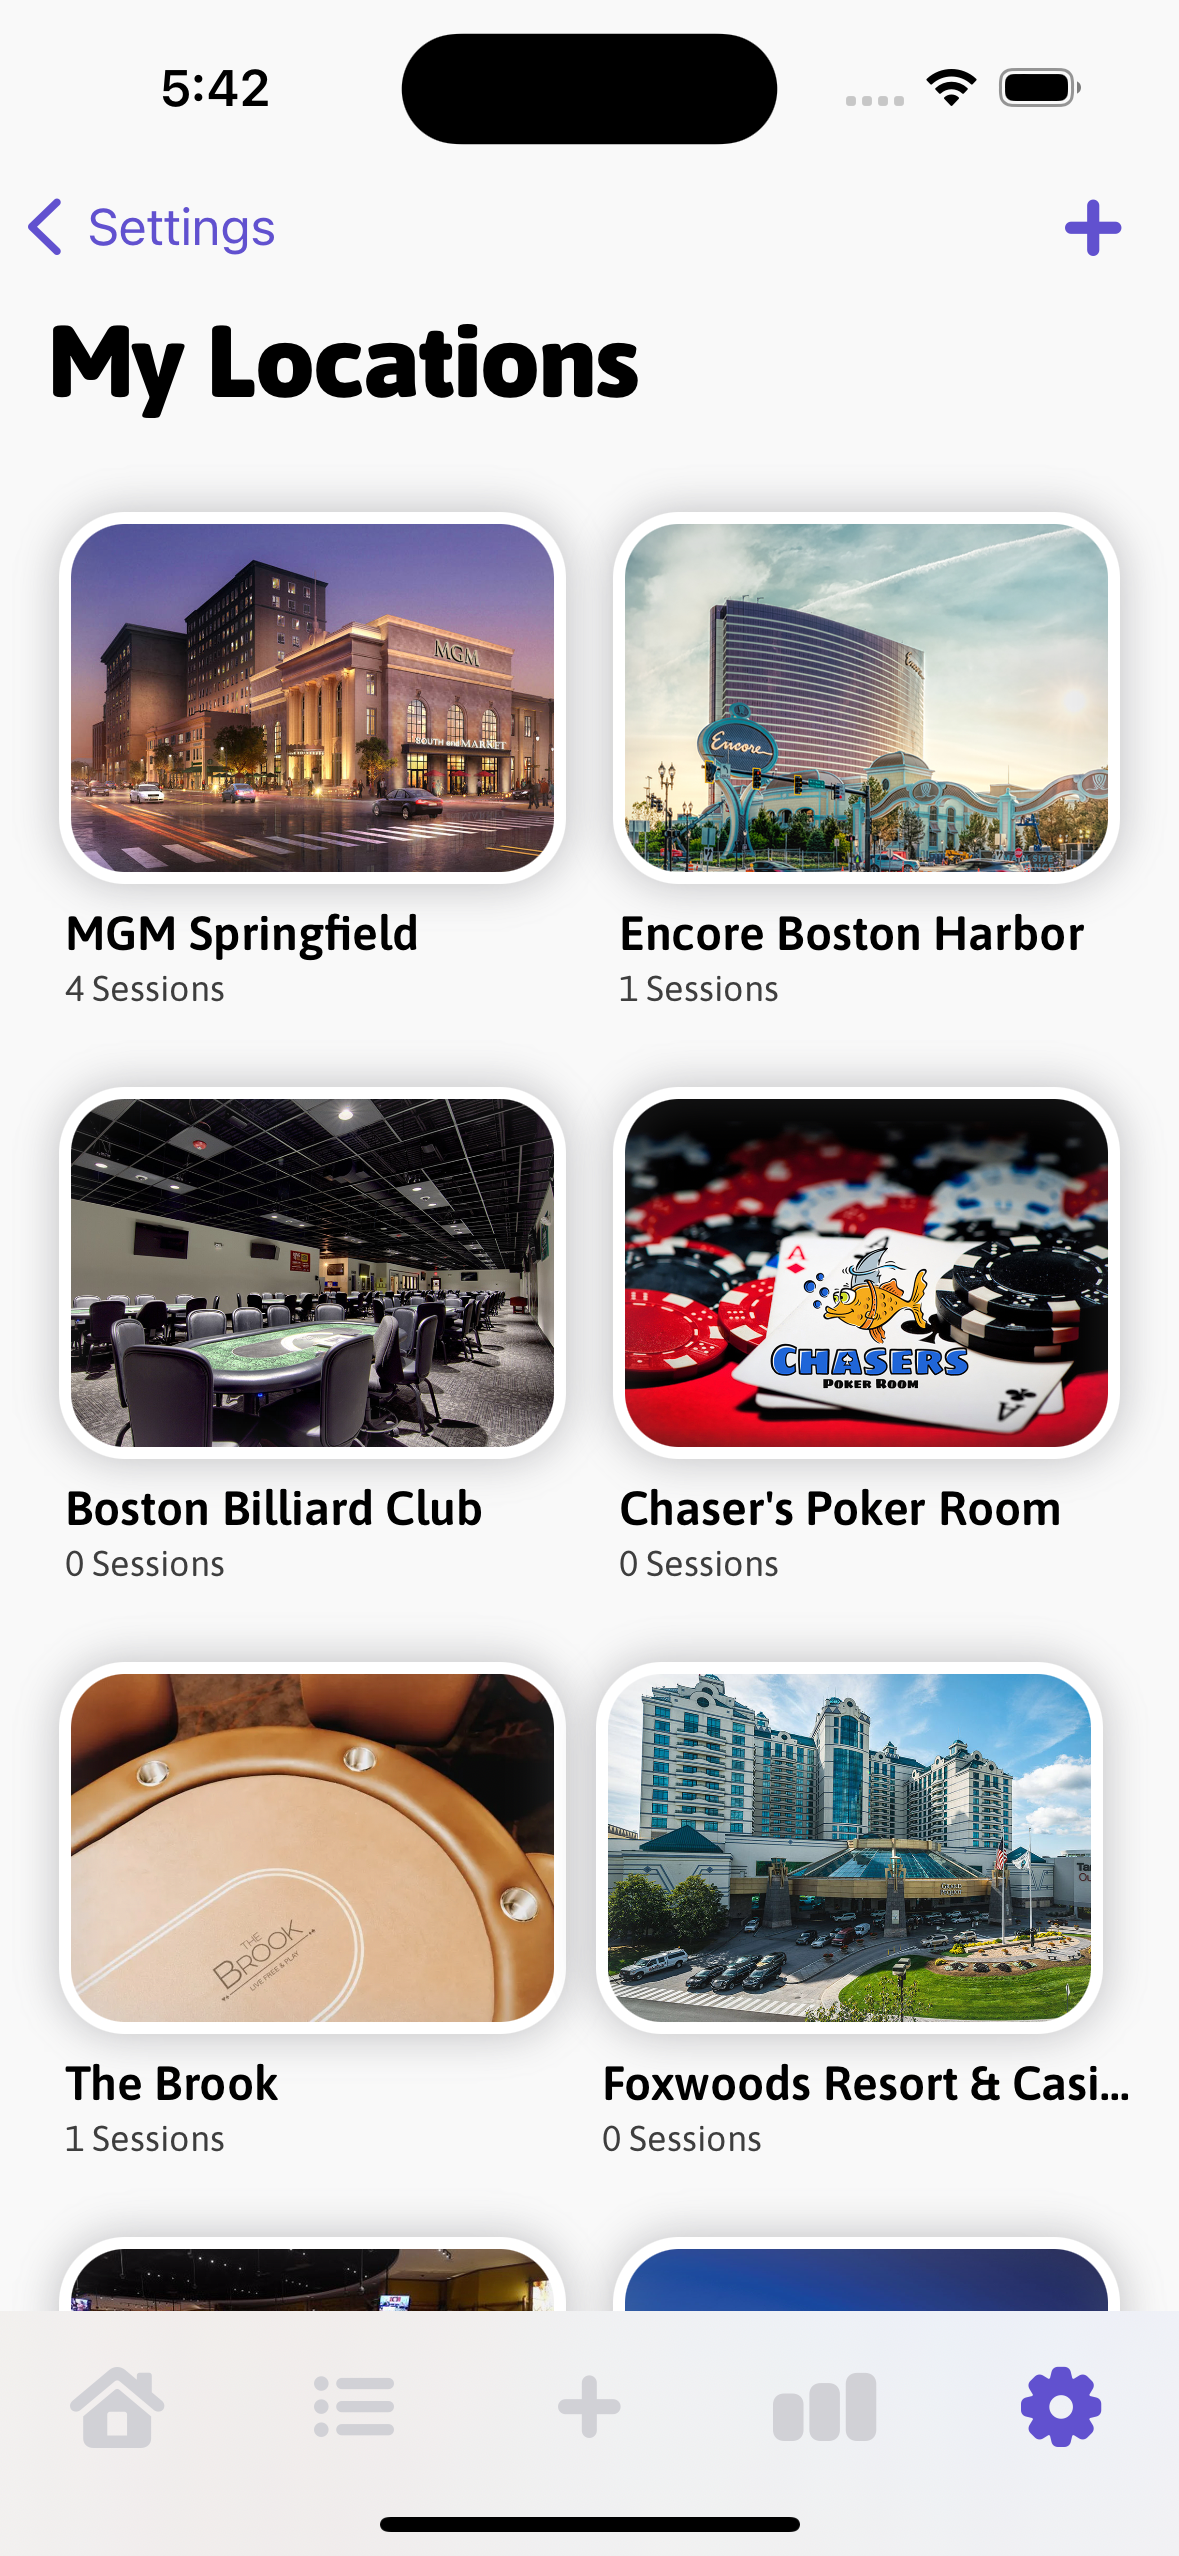 5:42
Settings
My Locations
MGM
SOUTH end MARKET
Encore
Encore
MGM Springfield
4 Sessions
Encore Boston Harbor
1 Sessions
A
A
CHASERS
POKER ROOM
A
Boston Billiard Club
0 Sessions
Chaser's Poker Room
0 Sessions
THE
BROOK
LIVE FREE & PLAY
The Brook
1 Sessions
Foxwoods Resort & Casi...
0 Sessions